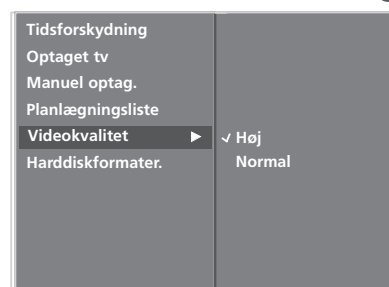 Tidsforskydning
Optaget tv
Manuel optag.
Planlægningsliste
Videokvalitet
Høj
Normal
Harddiskformater.